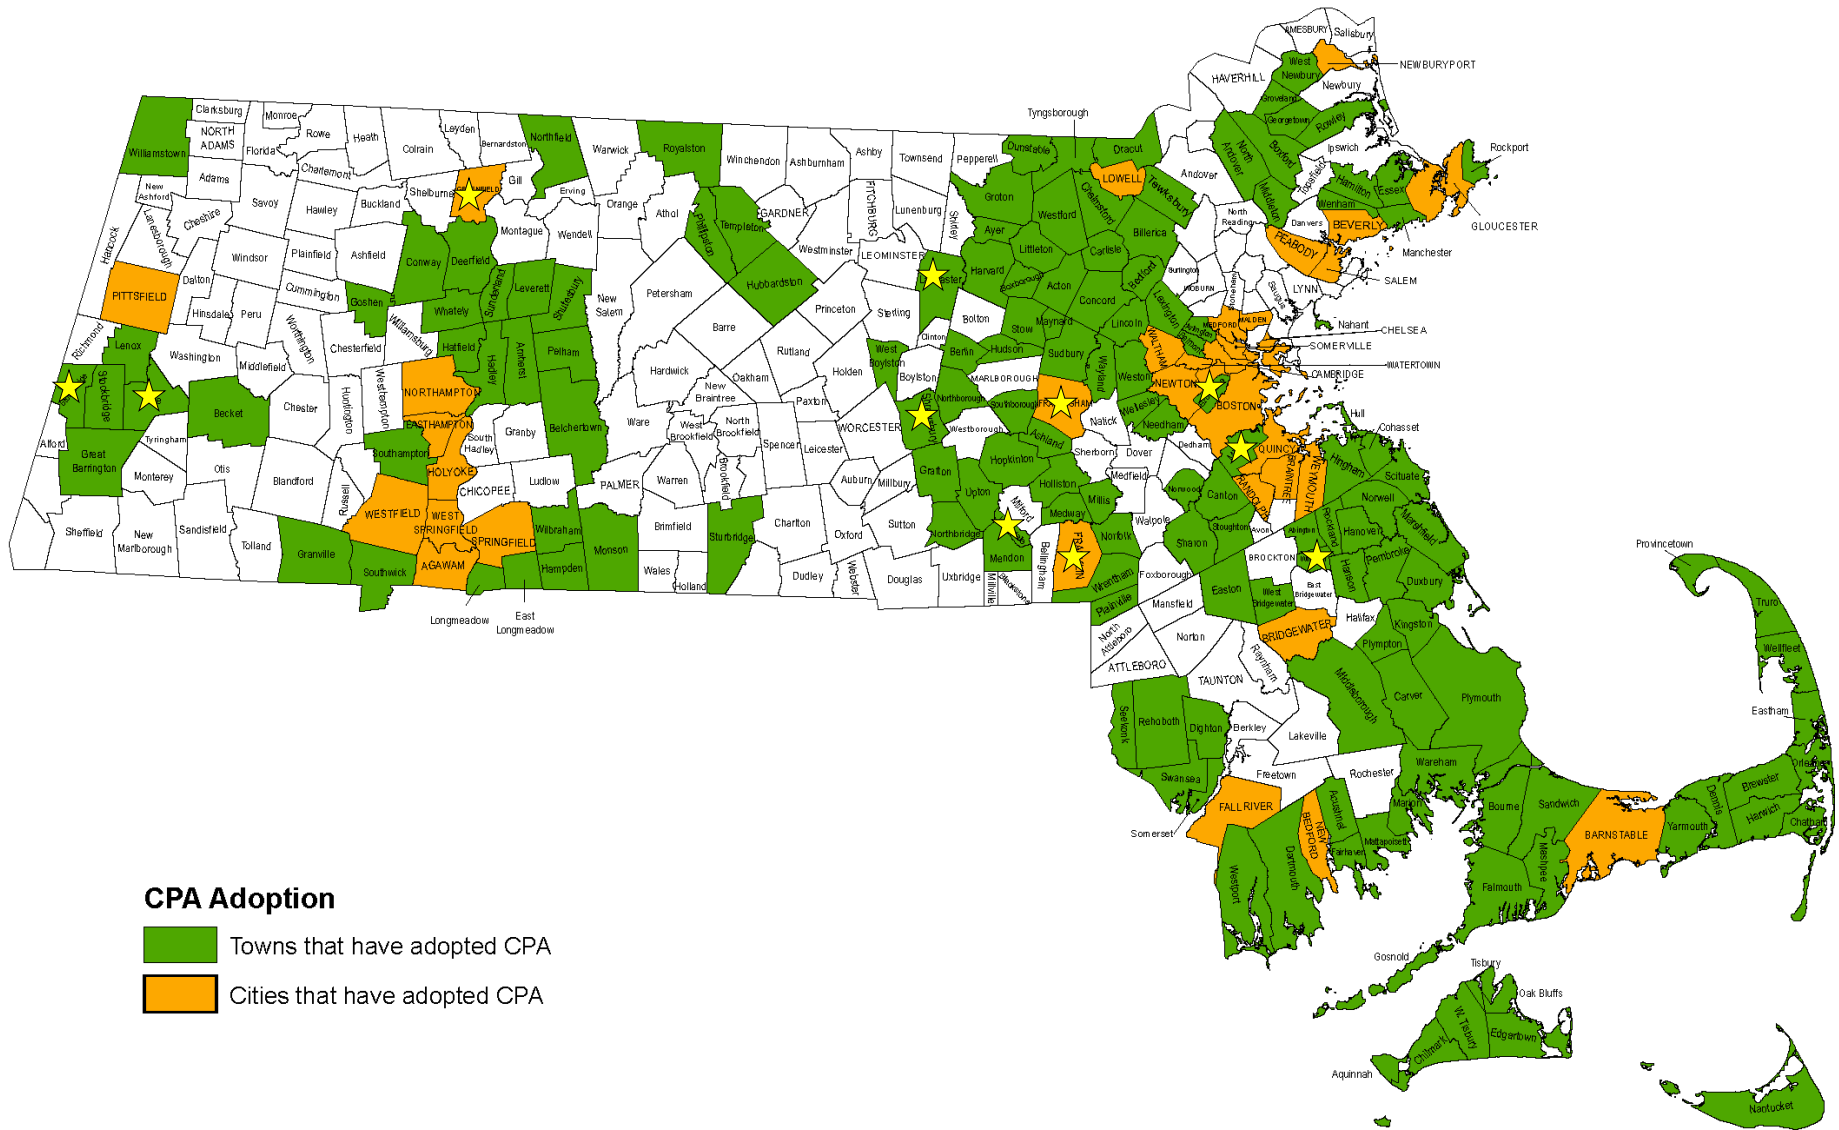 AMESBURY
Salisbury
NEWBURYPORT
West
Newbury
HAVERHILL
Newbury
Groveland
Georgetown
Rowley
Tyngsborough
Clarksburg
Monroe
NORTH
ADAMS
Rowe
Heath
Leyden
Colrain
Bernardston
Northfield
Warwick
Royalston
Winchendon
Ashburnham
Ashby
Townsend
Pepperell
Dunstable
Dracut
North
Andover
Boxford
Ipswich
Rockport
Williamstown
Florida
Charlemont
Adams
New
Ashford
Lanesborough
Cheshire
Savoy
Hawley
Buckland
Shelburne
Gill
Erving
Orange
Athol
Phillipston
Templeton
GARDNER
Westminster
FITCHBURG
Lunenburg
Shirley
Groton
Westford
Chelmsford
LOWELL
Tewksbury
Andover
Middleton
Topsfield
Hamilton
Essex
Wenham
GLOUCESTER
North
Reading
Danvers
BEVERLY
Manchester
PEABODY
SALEM
Hancock
Windsor
Plainfield
Ashfield
Conway
Deerfield
Montague
Wendell
LEOMINSTER
Ayer
Littleton
Carlisle
Billerica
Harvard
Boxborough
Acton
Bedford
Burlington
WOBURN
Stoneham
Saugus
LYNN
Nahant
PITTSFIELD
Dalton
Hinsdale
Peru
Cummington
Goshen
Whately
Sunderland
Leverett
Shutesbury
New
Salem
Petersham
Hubbardston
Princeton
Sterling
Bolton
Stow
Maynard
Concord
Lincoln
Lexington
Arlington
Belmont
MEDFORD
MALDEN
CHELSEA
SOMERVILLE
WATERTOWN
CAMBRIDGE
Richmond
Lenox
Washington
Middlefield
Worthington
Chesterfield
Williamsburg
Hatfield
Hadley
Amherst
Pelham
Barre
Rutland
Holden
West
Boylston
Clinton
Boylston
Berlin
Hudson
MARLBOROUGH
Sudbury
Wayland
Weston
WALTHAM
NEWTON
BOSTON
Stockbridge
Becket
Chester
Huntington
Westhampton
NORTHAMPTON
EASTHAMPTON
South
Hadley
Granby
Belchertown
Ware
Hardwick
New
Braintree
Oakham
Paxton
WORCESTER
Northborough
Southborough
Westborough
Natick
Wellesley
Needham
Dedham
Hull
Cohasset
Alford
Great
Barrington
Tyringham
Monterey
Otis
Blandford
Russell
Southampton
HOLYOKE
CHICOPEE
Ludlow
PALMER
Warren
West
Brookfield
North
Brookfield
Brookfield
Spencer
Leicester
Auburn
Millbury
Grafton
Upton
Hopkinton
Ashland
Sherborn
Dover
Holliston
Medfield
Millis
Medway
Norwood
Canton
QUINCY
BRAINTREE
WEYMOUTH
RANDOLPH
Hingham
Scituate
Norwell
Sheffield
New
Marlborough
Sandisfield
Tolland
Granville
WESTFIELD
WEST
SPRINGFIELD
SPRINGFIELD
AGAWAM
Southwick
Wilbraham
Hampden
Monson
Brimfield
Wales
Holland
Sturbridge
Charlton
Oxford
Sutton
Northbridge
Milford
Mendon
Bellingham
Norfolk
Walpole
Sharon
Stoughton
Avon
BROCKTON
Abington
Rockland
Hanover
Marshfield
Pembroke
Hanson
Duxbury
Dudley
Webster
Douglas
Uxbridge
Millville
Blackstone
Wrentham
Plainville
Foxborough
Mansfield
Easton
West
Bridgewater
East
Bridgewater
BRIDGEWATER
Halifax
Kingston
Plympton
Provincetown
Truro
Wellfleet
Eastham
Longmeadow
East
Longmeadow
North
Attleboro
ATTLEBORO
Norton
Raynham
TAUNTON
Middleborough
Carver
Plymouth
Seekonk
Rehoboth
Dighton
Berkley
Lakeville
Freetown
Rochester
Wareham
Swansea
Somerset
FALL RIVER
NEW
BEDFORD
Acushnet
Fairhaven
Mattapoisett
Marion
Westport
Dartmouth
Bourne
Sandwich
Mashpee
Falmouth
BARNSTABLE
Yarmouth
Dennis
Brewster
Harwich
Orleans
Chatham
CPA Adoption
Towns that have adopted CPA
Cities that have adopted CPA
Gosnold
Tisbury
Oak Bluffs
W. Tisbury
Edgartown
Chilmark
Aquinnah
Nantucket